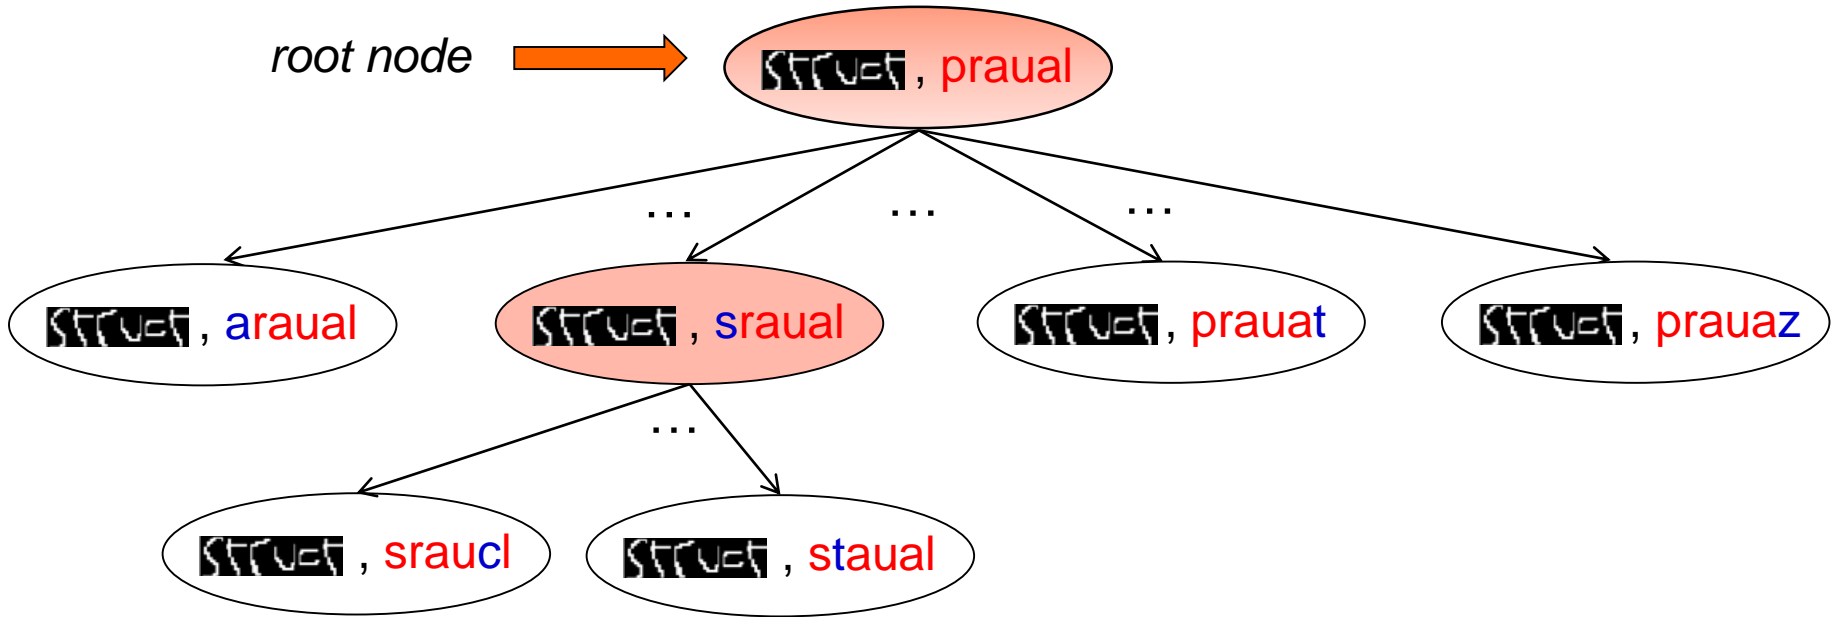 root node
Struct , praual
… … …
Struct , araual
Struct , sraual
Struct , prauat
Struct , prauaz
…
Struct , sraucl
Struct , staual